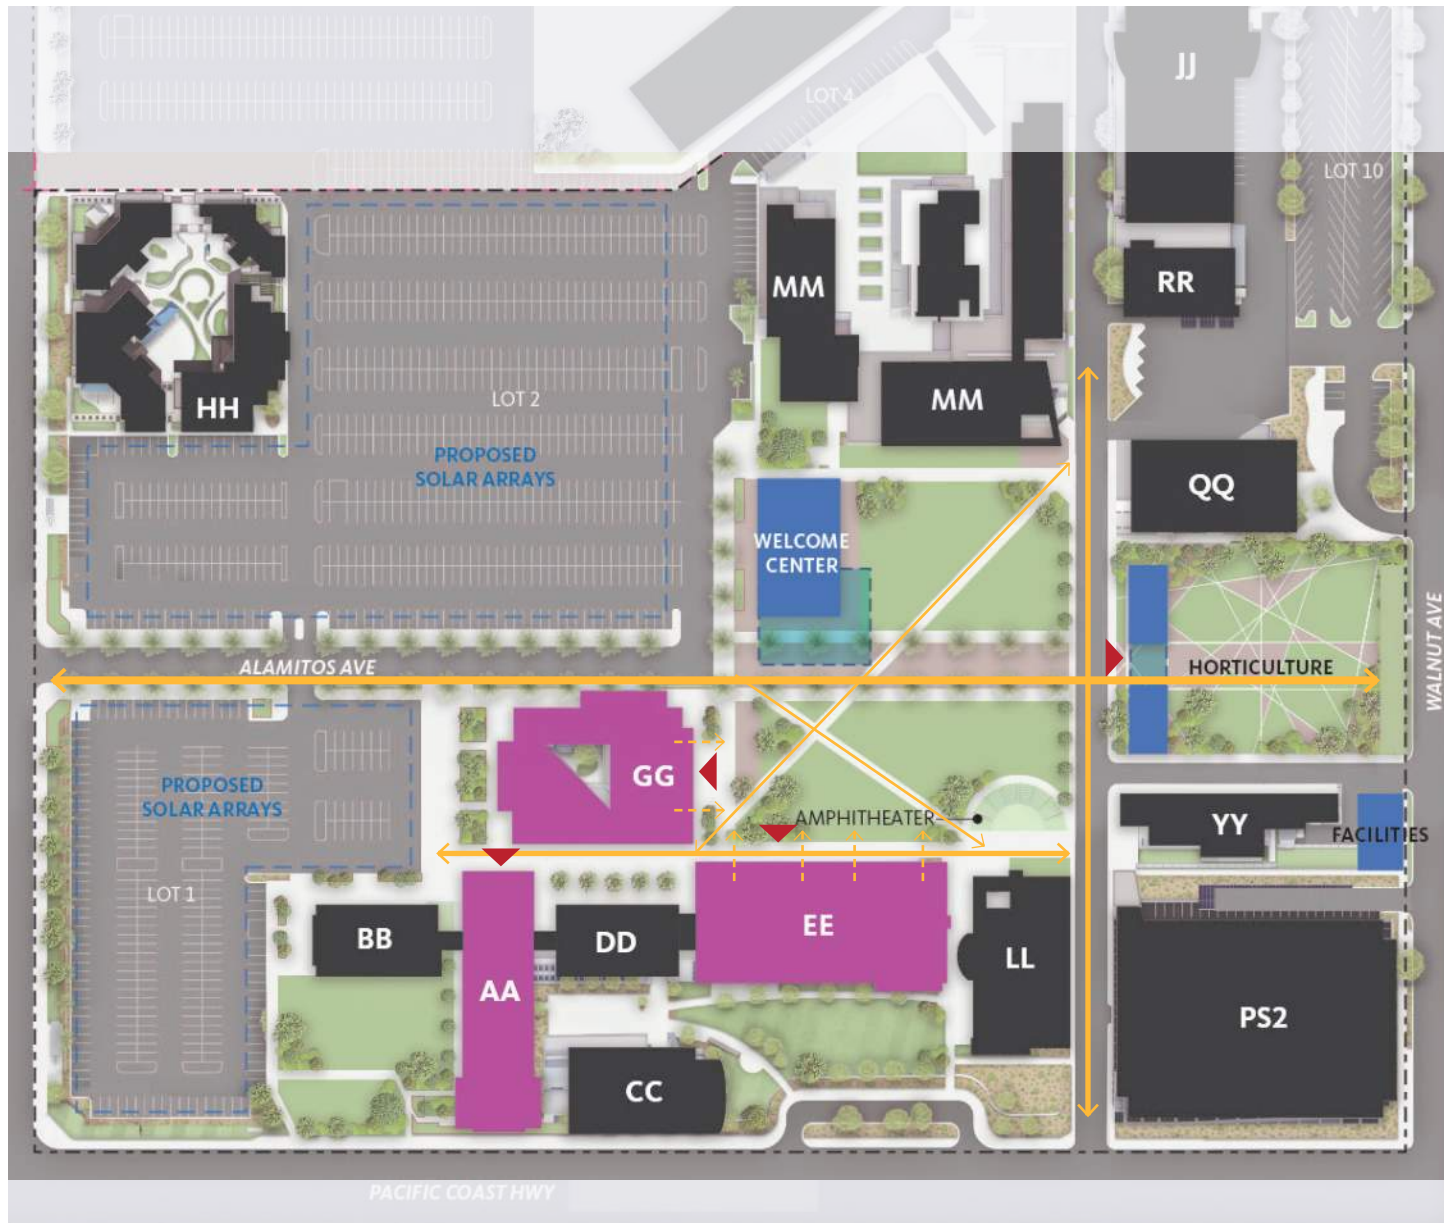 JJ
LOT 4
LOT 10
RR
MM
MM
HH
LOT 2
PROPOSED
SOLAR ARRAYS
QQ
WELCOME
CENTER
ALAMITOS AVE
HORTICULTURE
WALNUT AVE
GG
PROPOSED
SOLAR ARRAYS
AMPHITHEATER
YY
FACILITIES
LOT 1
BB
DD
EE
LL
AA
PS2
CC
PACIFIC COAST HWY